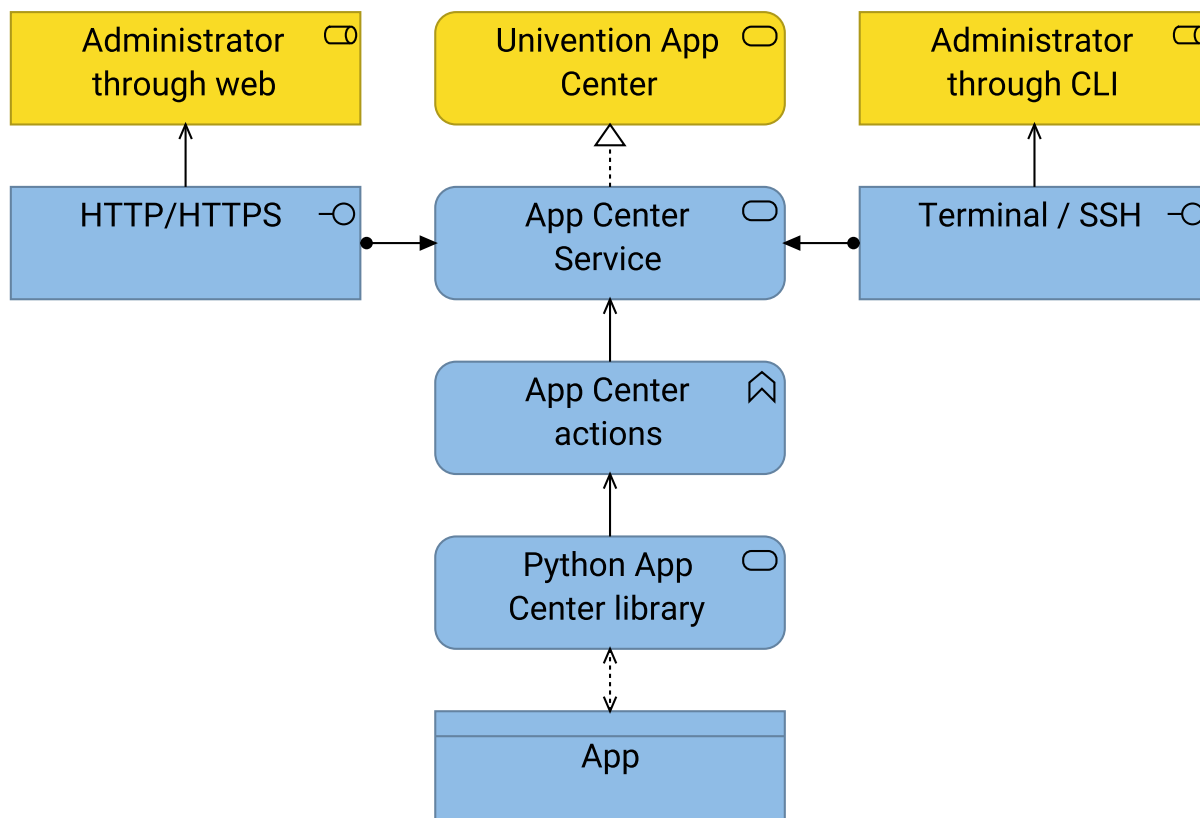 Administrator
through web
Univention App
Center
Administrator
through CLI
HTTP/HTTPS
App Center
Service
Terminal / SSH
App Center
actions
Python App
Center library
App